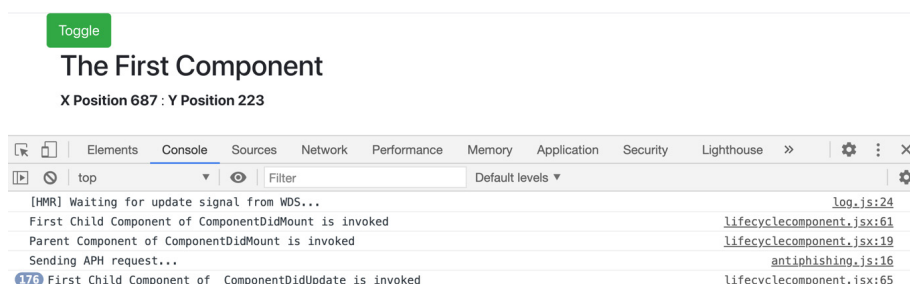 Toggle
The First Component
X Position 687 : Y Position 223
Elements Console Sources Network Performance Memory Application Security Lighthouse »
top Filter Default levels ▼
[HMR] Waiting for update signal from WDS... log.js:24
First Child Component of ComponentDidMount is invoked lifecyclecomponent.jsx:61
Parent Component of ComponentDidMount is invoked lifecyclecomponent.jsx:19
Sending APH request... antiphishing.js:16
176 First Child Component of ComponentDidUpdate is invoked lifecyclecomponent.jsx:65